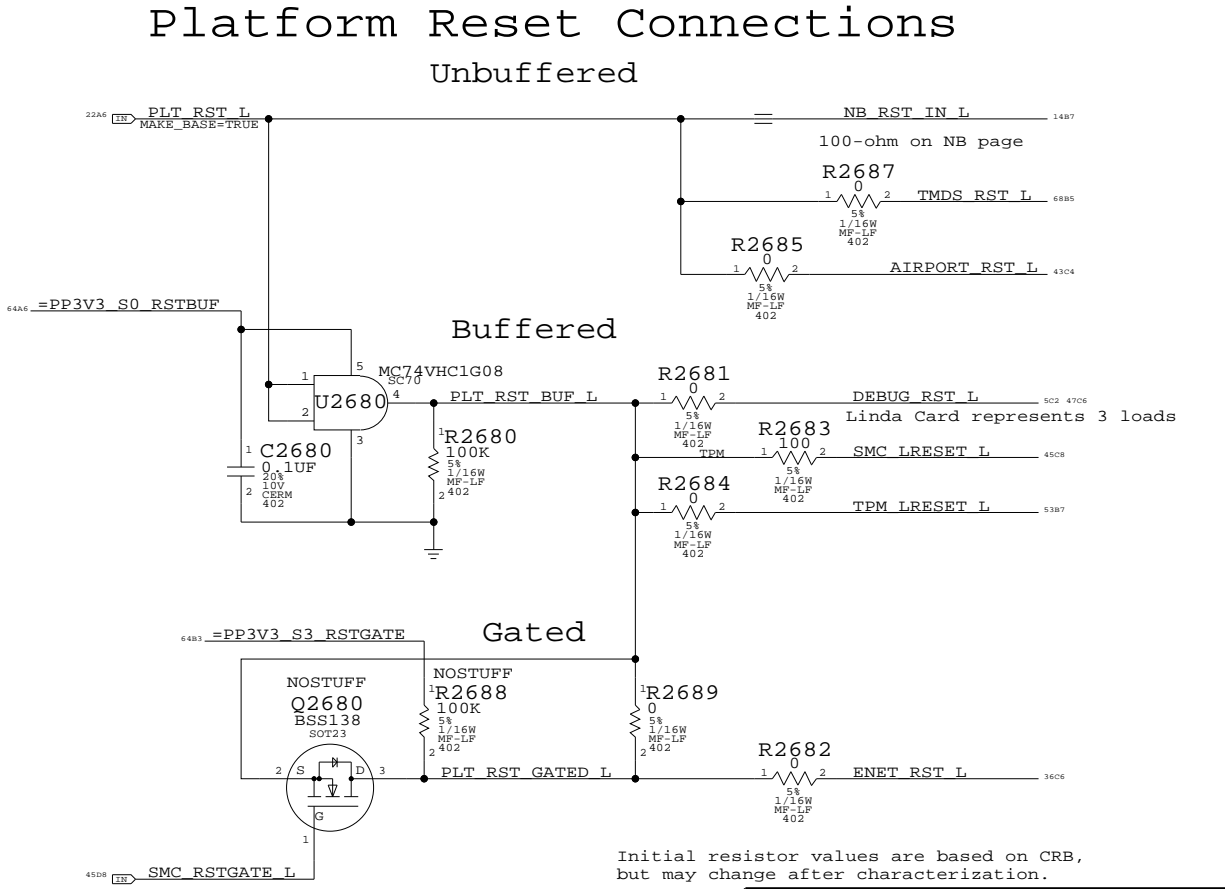 Platform Reset Connections
Unbuffered
22A6 IN PLT_RST_L
MAKE_BASE=TRUE
NB_RST_IN_L 14B7
100-ohm on NB page
R2687
0
1 2 TMDS_RST_L 68B5
5%
1/16W
MF-LF
402
R2685
0
1 2 AIRPORT_RST_L 43C4
5%
1/16W
MF-LF
402
64A6 =PP3V3_S0_RSTBUF
Buffered
5 MC74VHC1G08
SC70
1
2
U2680
4 PLT_RST_BUF_L
3
R2681
0
1 2 DEBUG_RST_L 5C2 47C6
5%
1/16W
MF-LF
402
Linda Card represents 3 loads
1
C2680
0.1UF
20%
10V
CERM
402
2
1
R2680
100K
5%
1/16W
MF-LF
402
2
R2683
100
TPM 1 2 SMC_LRESET_L 45C8
5%
1/16W
MF-LF
402
R2684
0
1 2 TPM_LRESET_L 53B7
5%
1/16W
MF-LF
402
Gated
64B3 =PP3V3_S3_RSTGATE
NOSTUFF
Q2680
BSS138
SOT23
2 S D 3
G
1
NOSTUFF
1
R2688
100K
5%
1/16W
MF-LF
402
2
1
R2689
0
5%
1/16W
MF-LF
402
2
PLT_RST_GATED_L
R2682
0
1 2 ENET_RST_L 36C6
5%
1/16W
MF-LF
402
45D8 IN SMC_RSTGATE_L
Initial resistor values are based on CRB,
but may change after characterization.